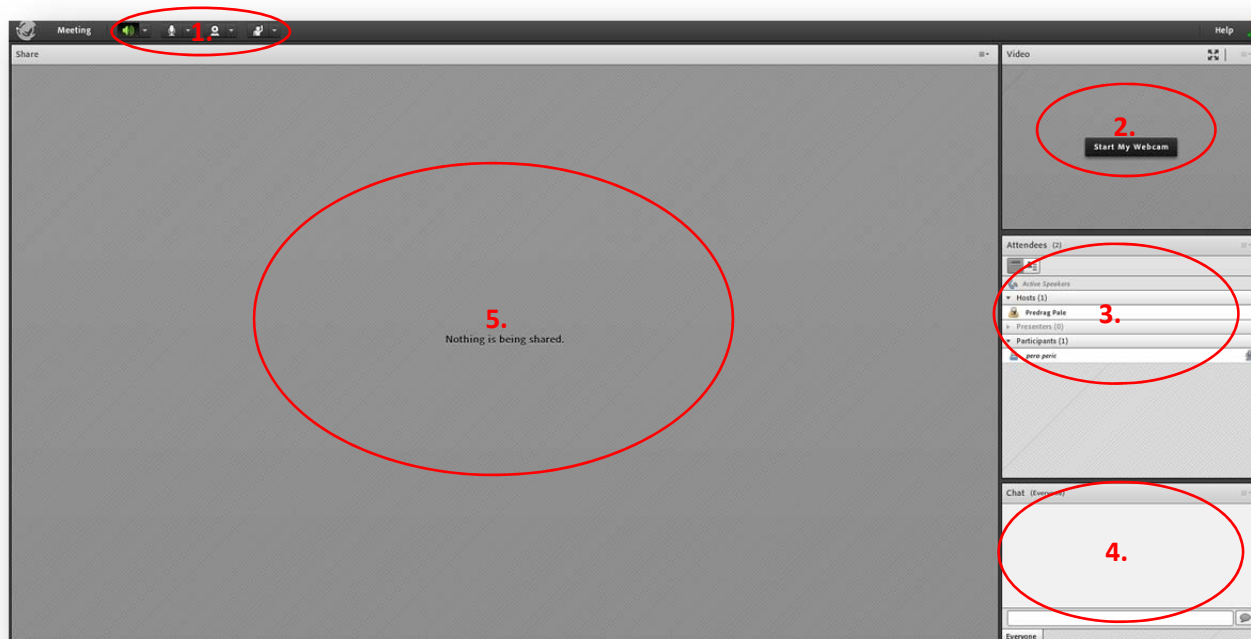 Meeting
1.
Help
Share
Video
2.
Start My Webcam
5.
Nothing is being shared.
Attendees (2)
Active Speakers
Hosts (1)
Predrag Pale
3.
Presenters (0)
Participants (1)
pero peric
Chat (Everyone)
4.
Everyone